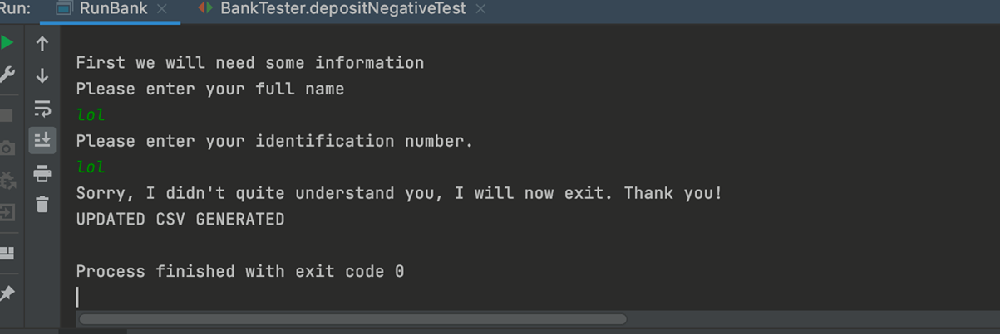 Run: RunBank BankTester.depositNegativeTest
First we will need some information
Please enter your full name
lol
Please enter your identification number.
lol
Sorry, I didn't quite understand you, I will now exit. Thank you!
UPDATED CSV GENERATED
Process finished with exit code 0